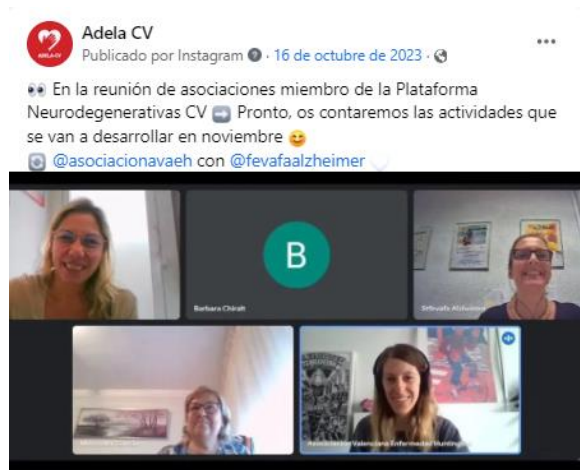 Adela CV
Publicado por Instagram · 16 de octubre de 2023 ·
En la reunión de asociaciones miembro de la Plataforma
Neurodegenerativas CV ➡️ Pronto, os contaremos las actividades que
se van a desarrollar en noviembre
@asociacionavaeh con @fevafaalzheimer
ADELA-CV
B
Barbara Chiralt
Asociación Valenciana Enfermedad Huntington